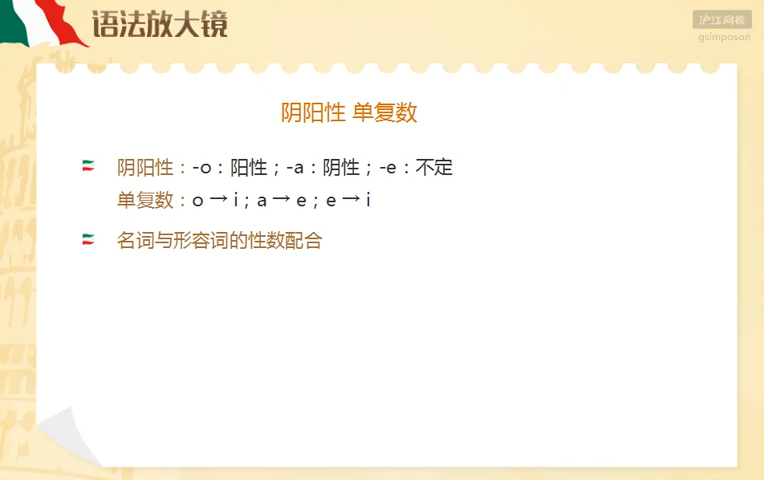 语法放大镜
沪江网校
gsimposon
阴阳性 单复数
阴阳性：-o：阳性；-a：阴性；-e：不定
单复数：o → i；a → e；e → i
名词与形容词的性数配合